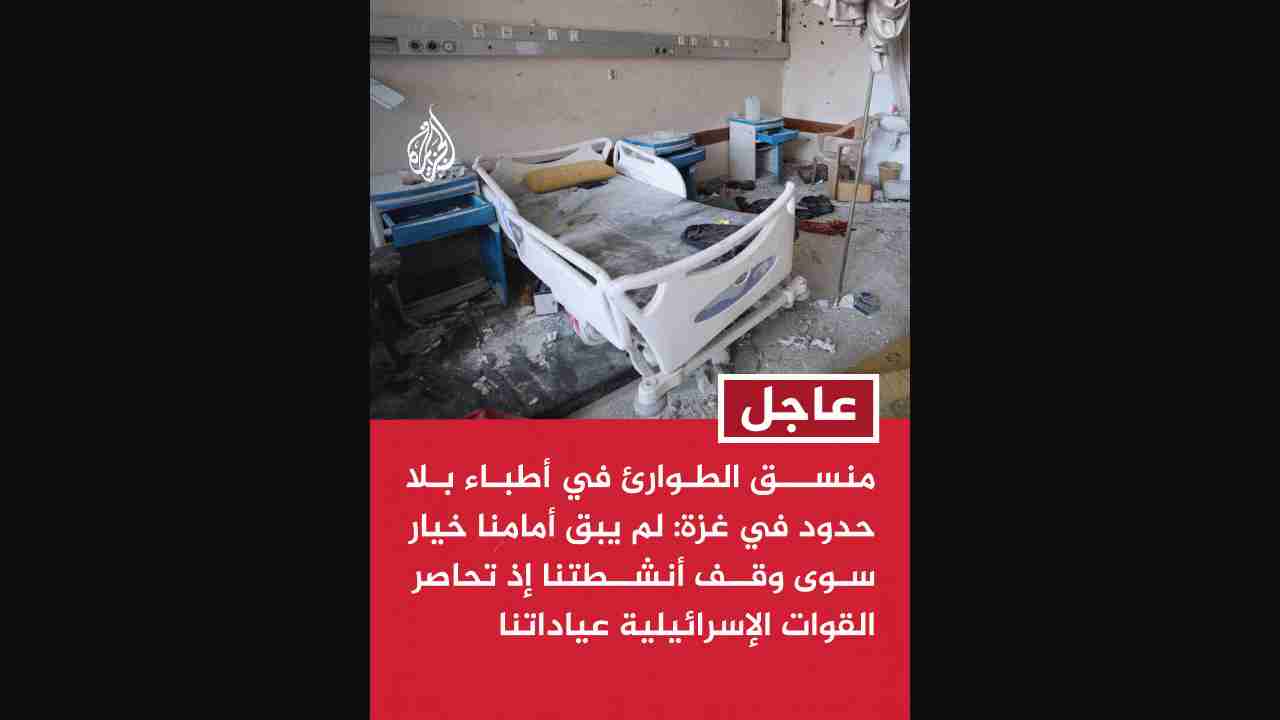 الجزيرة
عاجل
منسق الطوارئ في أطباء بلا
حدود في غزة: لم يبق أمامنا خيار
سوى وقف أنشطتنا إذ تحاصر
القوات الإسرائيلية عياداتنا